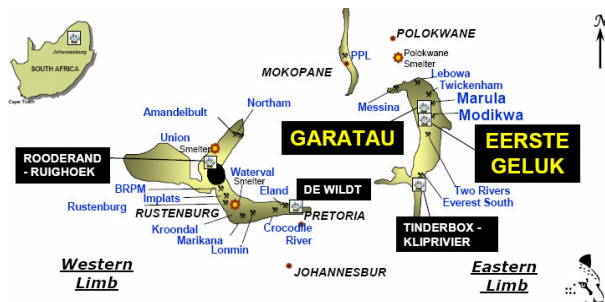 Johannesburg
SOUTH AFRICA
Cape Town
POLOKWANE
N
Polokwane
Smelter
PPL
MOKOPANE
Lebowa
Twickenham
Messina
Marula
Modikwa
Northam
Amandelbult
Union
Smelter
GARATAU
EERSTE
GELUK
ROODERAND
- RUIGHOEK
Waterval
Smelter
BRPM
Eland
DE WILDT
Implats
Two Rivers
Rustenburg
RUSTENBURG
Everest South
PRETORIA
TINDERBOX -
KLIPRIVIER
Kroondal
Crocodile
River
Marikana
Lonmin
Western
Limb
JOHANNESBUR
Eastern
Limb